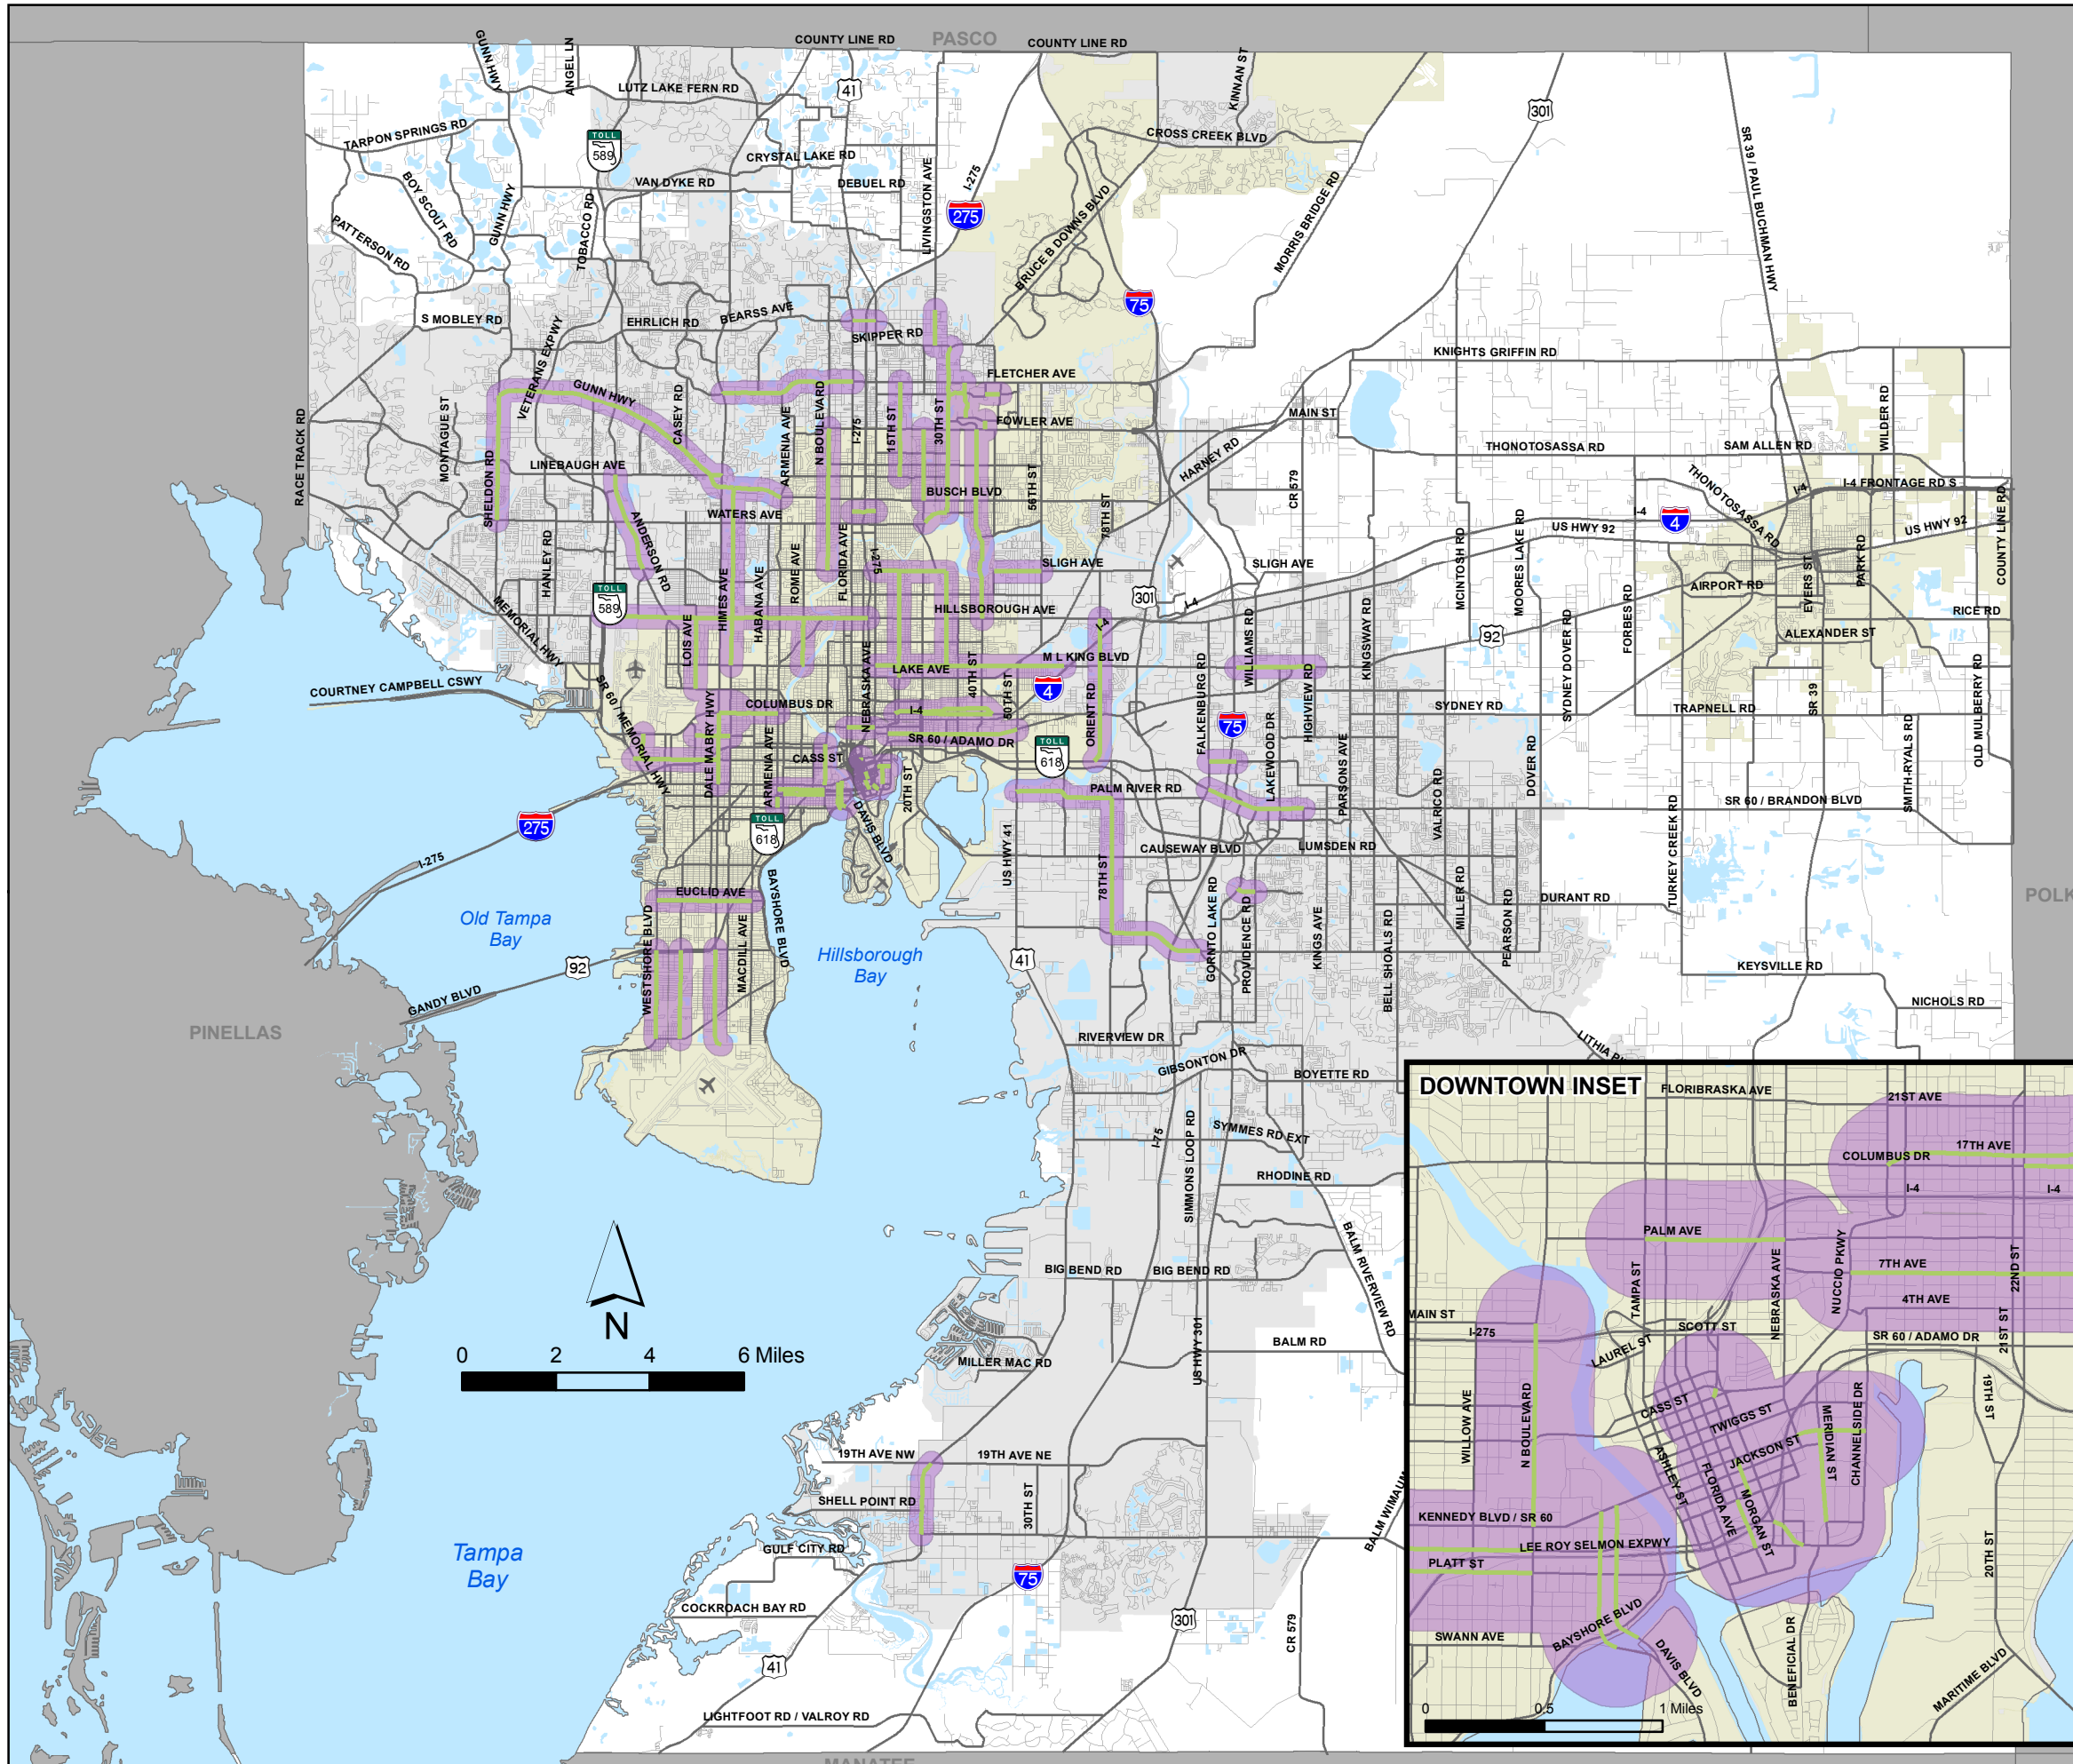 PASCO
COUNTY LINE RD
COUNTY LINE RD
GUNN HWY
ANGEL LN
KINNAN ST
LUTZ LAKE FERN RD
41
301
TARPON SPRINGS RD
TOLL
589
CROSS CREEK BLVD
SR 39 / PAUL BUCHMAN HWY
CRYSTAL LAKE RD
BOY SCOUT RD
VAN DYKE RD
DEBUEL RD
LIVINGSTON AVE
I-275
275
GUNN HWY
TOBACCO RD
BRUCE B DOWNS BLVD
MORRIS BRIDGE RD
PATTERSON RD
75
S MOBLEY RD
VETERANS EXPWY
EHRLICH RD
BEARSS AVE
SKIPPER RD
KNIGHTS GRIFFIN RD
FLETCHER AVE
GUNN HWY
CASEY RD
ARMENIA AVE
N BOULEVARD
I-275
15TH ST
30TH ST
FOWLER AVE
MAIN ST
WILDER RD
RACE TRACK RD
MONTAGUE ST
SHELDON RD
LINEBAUGH AVE
56TH ST
HARNEY RD
CR 579
THONOTOSASSA RD
SAM ALLEN RD
THONOTOSASSA RD
I-4
I-4 FRONTAGE RD S
BUSCH BLVD
78TH ST
WATERS AVE
ANDERSON RD
HANLEY RD
FLORIDA AVE
I-275
MCINTOSH RD
MOORES LAKE RD
I-4
4
US HWY 92
US HWY 92
COUNTY LINE RD
SLIGH AVE
SLIGH AVE
PARK RD
EVERS ST
AIRPORT RD
ROME AVE
HABANA AVE
HIMES AVE
TOLL
589
MEMORIAL HWY
HILLSBOROUGH AVE
301
I-4
I-4
WILLIAMS RD
KINGSWAY RD
92
SYDNEY DOVER RD
FORBES RD
RICE RD
ALEXANDER ST
LOIS AVE
NEBRASKA AVE
LAKE AVE
40TH ST
50TH ST
M L KING BLVD
4
ORIENT RD
FALKENBURG RD
HIGHVIEW RD
COURTNEY CAMPBELL CSWY
SR 60 / MEMORIAL HWY
DALE MABRY HWY
COLUMBUS DR
I-4
SR 60 / ADAMO DR
75
LAKEWOOD DR
SYDNEY RD
TRAPNELL RD
SR 39
OLD MULBERRY RD
SMITH-RYALS RD
CASS ST
TOLL
618
PARSONS AVE
DOVER RD
ARMENIA AVE
20TH ST
PALM RIVER RD
VALRICO RD
SR 60 / BRANDON BLVD
TURKEY CREEK RD
275
I-275
TOLL
618
DAVIS BLVD
US HWY 41
CAUSEWAY BLVD
LUMSDEN RD
EUCLID AVE
BAYSHORE BLVD
78TH ST
MILLER RD
DURANT RD
POLK
Old Tampa
Bay
WESTSHORE BLVD
MACDILL AVE
Hillsborough
Bay
GORNTO LAKE RD
PROVIDENCE RD
KINGS AVE
BELL SHOALS RD
PEARSON RD
92
GANDY BLVD
41
KEYSVILLE RD
NICHOLS RD
PINELLAS
RIVERVIEW DR
GIBSONTON DR
BOYETTE RD
SIMMONS LOOP RD
SYMMES RD EXT
I-75
RHODINE RD
BALM RIVERVIEW RD
N
BIG BEND RD
BIG BEND RD
US HWY 301
BALM RD
0 2 4 6 Miles
MILLER MAC RD
19TH AVE NW
19TH AVE NE
SHELL POINT RD
30TH ST
GULF CITY RD
Tampa
Bay
75
COCKROACH BAY RD
301
CR 579
41
LIGHTFOOT RD / VALROY RD
DOWNTOWN INSET
FLORIBRASKA AVE
21ST AVE
17TH AVE
COLUMBUS DR
I-4
I-4
PALM AVE
TAMPA ST
NEBRASKA AVE
NUCCIO PKWY
7TH AVE
22ND ST
4TH AVE
MAIN ST
I-275
SCOTT ST
LAUREL ST
SR 60 / ADAMO DR
21ST ST
WILLOW AVE
N BOULEVARD
CASS ST
TWIGGS ST
JACKSON ST
MERIDIAN ST
CHANNELSIDE DR
19TH ST
ASHLEY ST
FLORIDA AVE
MORGAN ST
KENNEDY BLVD / SR 60
LEE ROY SELMON EXPWY
PLATT ST
20TH ST
SWANN AVE
BAYSHORE BLVD
DAVIS BLVD
BENEFICIAL DR
MARITIME BLVD
0 0.5 1 Miles